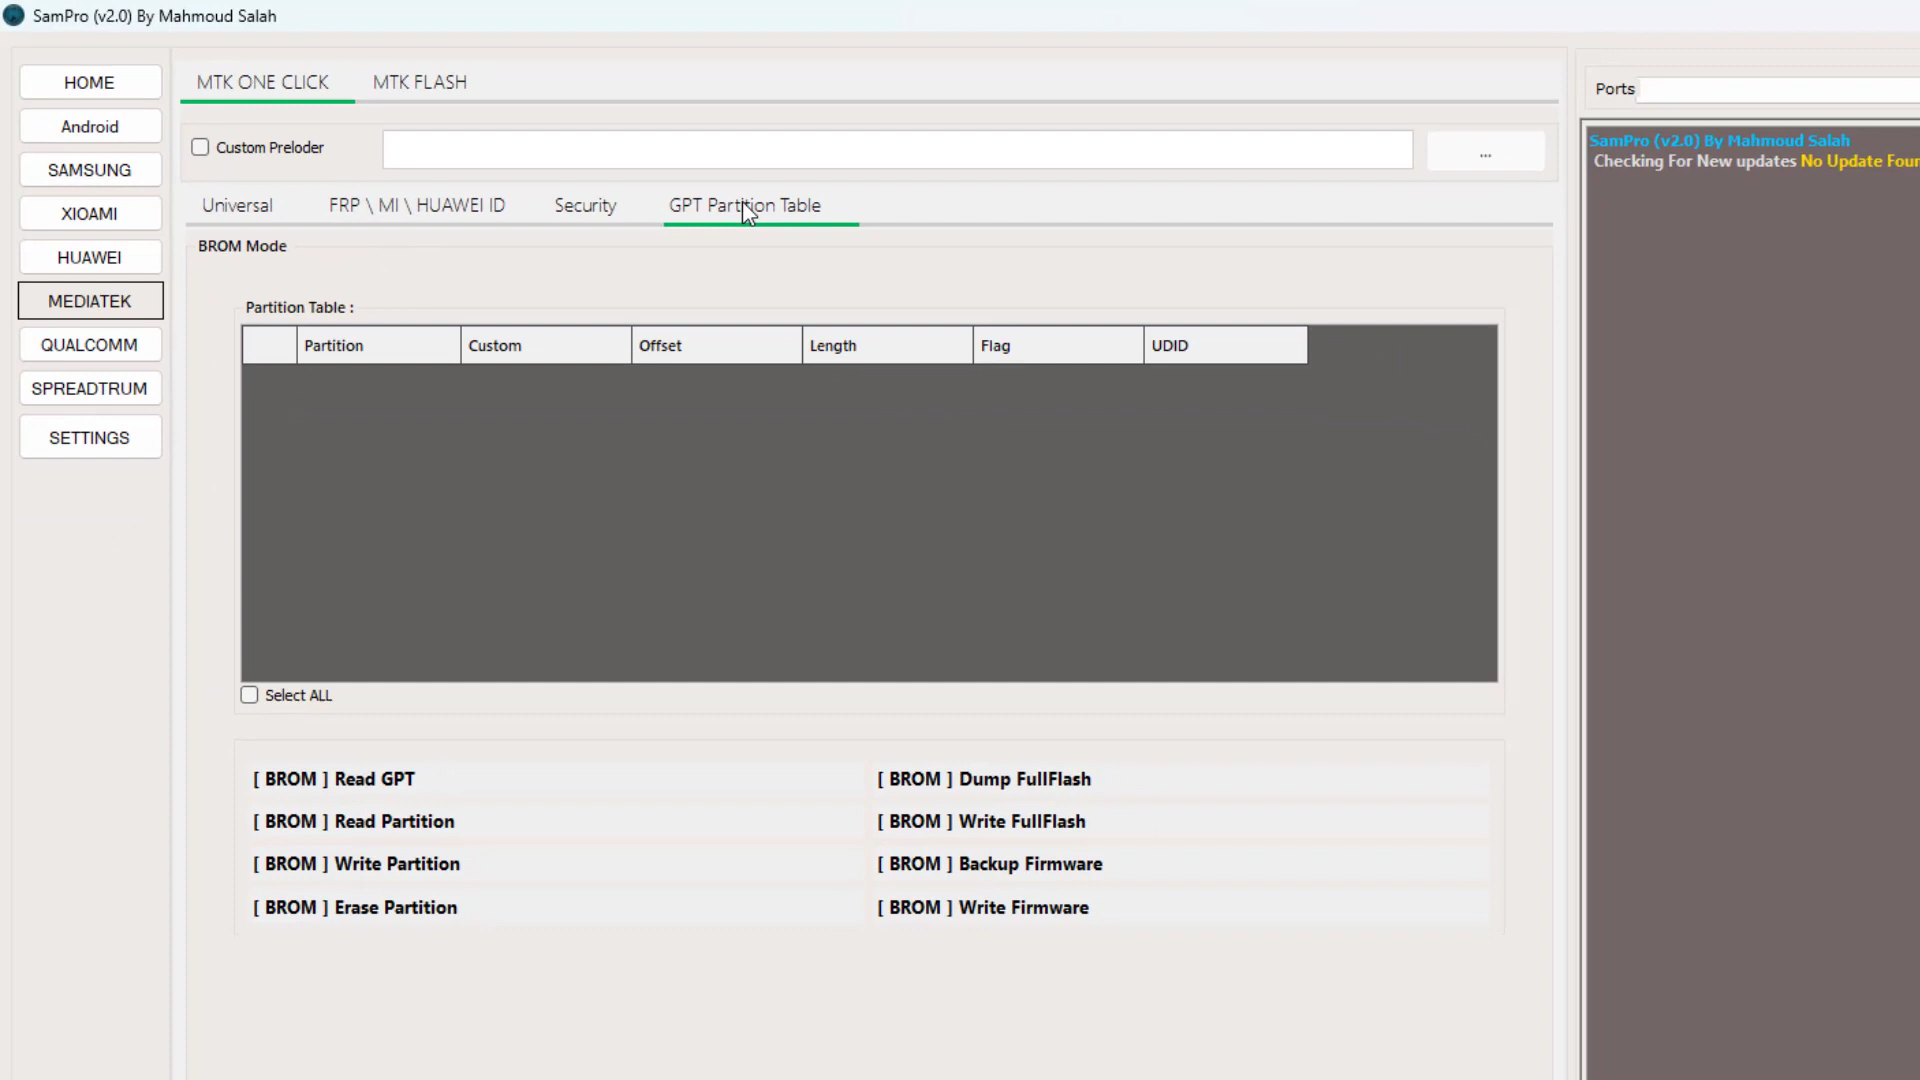 SamPro (v2.0) By Mahmoud Salah
HOME
Android
SAMSUNG
XIOAMI
HUAWEI
MEDIATEK
QUALCOMM
SPREADTRUM
SETTINGS
MTK ONE CLICK MTK FLASH
Custom Preloder ...
Universal FRP \ MI \ HUAWEI ID Security GPT Partition Table
BROM Mode
Partition Table :
Partition Custom Offset Length Flag UDID
Select ALL
[ BROM ] Read GPT [ BROM ] Dump FullFlash
[ BROM ] Read Partition [ BROM ] Write FullFlash
[ BROM ] Write Partition [ BROM ] Backup Firmware
[ BROM ] Erase Partition [ BROM ] Write Firmware
Ports
SamPro (v2.0) By Mahmoud Salah
Checking For New updates No Update Foun